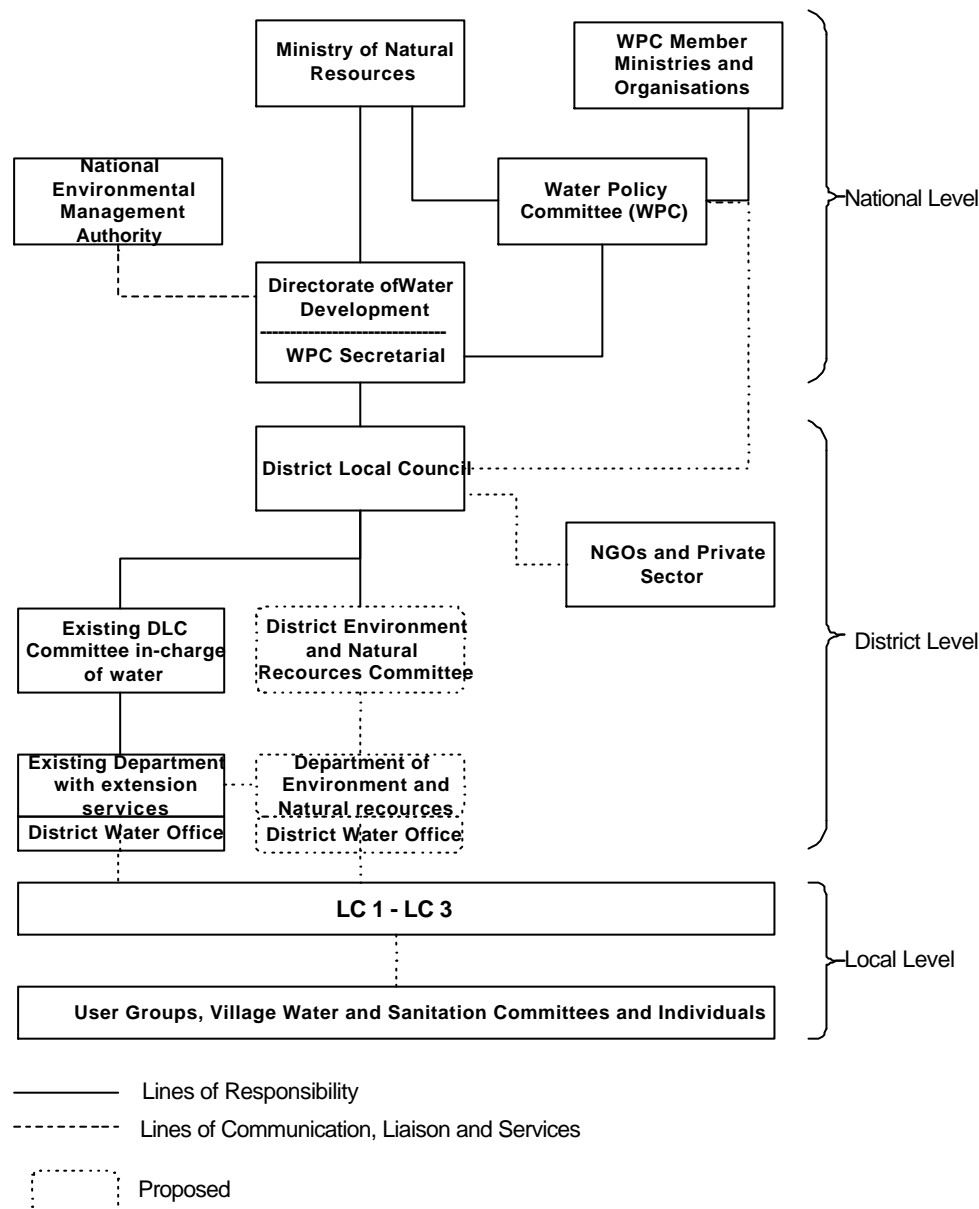 Ministry of Natural
Resources
WPC Member
Ministries and
Organisations
National
Environmental
Management
Authority
Water Policy
Committee (WPC)
National Level
Directorate ofWater
Development
WPC Secretarial
District Local Council
NGOs and Private
Sector
Existing DLC
Committee in-charge
of water
District Environment
and Natural
Recources Committee
District Level
Existing Department
with extension
services
District Water Office
Department of
Environment and
Natural recources
District Water Office
LC 1 - LC 3
Local Level
User Groups, Village Water and Sanitation Committees and Individuals
Lines of Responsibility
Lines of Communication, Liaison and Services
Proposed